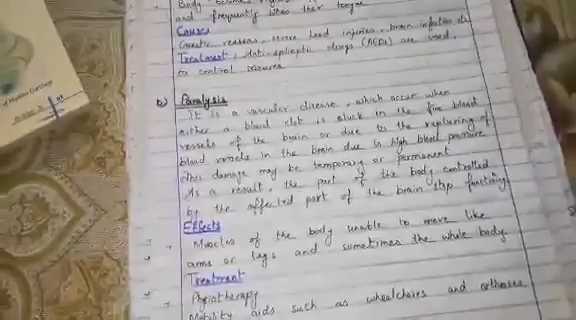 Body
and frequently bites their tongue
Causes
Genetic reasons, severe head injuries, brain infection etc
Treatment: Anti-epileptic drugs (AEDs) are used,
to control seizures
b) Paralysis
It is a vascular disease, which occur when
either a blood clot is stuck in the fine blood
vessels of the brain or due to the rupturing of
blood vessels in the brain due to high blood pressure
This damage may be temporary or permanent
As a result, the part of the body controlled
by the affected part of the brain stop functioning
Effects
Muscles of the body unable to move like
arms or legs and sometimes the whole body.
Treatment
Physiotherapy
Mobility aids such as wheelchairs and orthoses